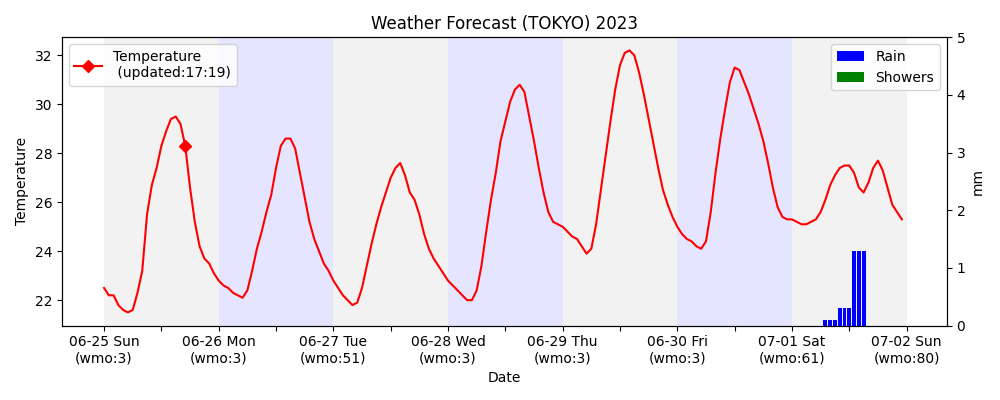 Weather Forecast (TOKYO) 2023
Temperature
(updated:17:19)
Rain
Showers
32
30
28
26
24
22
Temperature
5
4
3
2
1
0
mm
06-25 Sun
(wmo:3)
06-26 Mon
(wmo:3)
06-27 Tue
(wmo:51)
06-28 Wed
(wmo:3)
06-29 Thu
(wmo:3)
06-30 Fri
(wmo:3)
07-01 Sat
(wmo:61)
07-02 Sun
(wmo:80)
Date